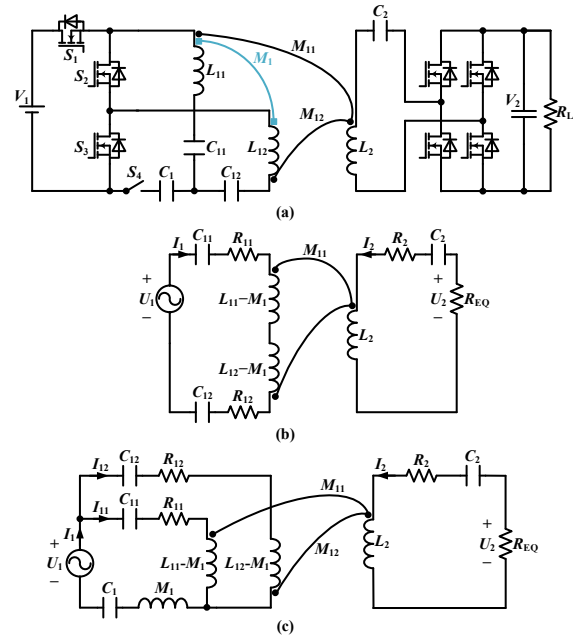 S1
C2
M11
S2
M1
L11
V1
M12
V2
RL
S3
C11
L12
L2
S4
C1
C12
(a)
I1
C11
R11
M11
I2
R2
C2
+
U1
−
L11−M1
+
U2
−
REQ
L2
L12−M1
C12
R12
(b)
I12
C12
R12
M11
I2
R2
C2
I11
C11
R11
I1
+
U1
−
L11-M1
L12-M1
M12
L2
+
U2
−
REQ
C1
M1
(c)